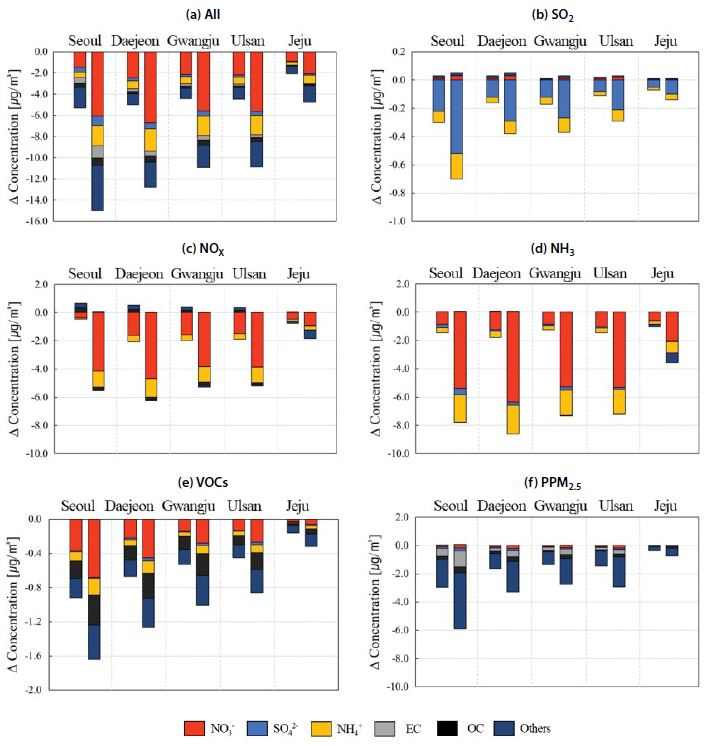 (a) All
(b) SO2
Δ Concentration [μg/m³]
0.0
-2.0
-4.0
-6.0
-8.0
-10.0
-12.0
-14.0
-16.0
Seoul Daejeon Gwangju Ulsan Jeju
Δ Concentration [μg/m³]
0.2
0.0
-0.2
-0.4
-0.6
-0.8
-1.0
Seoul Daejeon Gwangju Ulsan Jeju
(c) NOX
(d) NH3
Δ Concentration [μg/m³]
2.0
0.0
-2.0
-4.0
-6.0
-8.0
-10.0
Seoul Daejeon Gwangju Ulsan Jeju
Δ Concentration [μg/m³]
2.0
0.0
-2.0
-4.0
-6.0
-8.0
-10.0
Seoul Daejeon Gwangju Ulsan Jeju
(e) VOCs
(f) PPM2.5
Δ Concentration [μg/m³]
0.0
-0.4
-0.8
-1.2
-1.6
-2.0
Seoul Daejeon Gwangju Ulsan Jeju
Δ Concentration [μg/m³]
2.0
0.0
-2.0
-4.0
-6.0
-8.0
-10.0
Seoul Daejeon Gwangju Ulsan Jeju
NO3- SO42- NH4+ EC OC Others